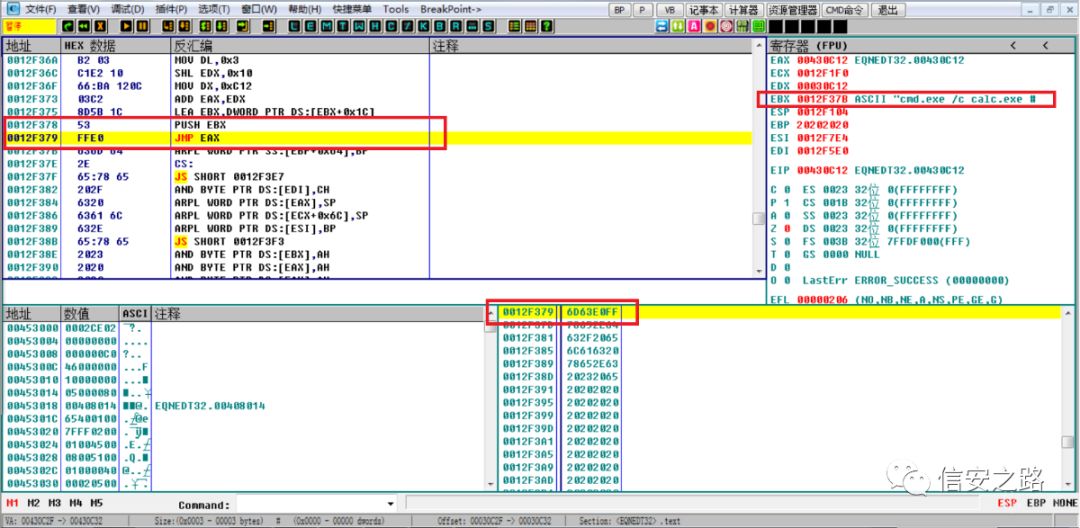 文件(F) 查看(V) 调试(D) 插件(P) 选项(T) 窗口(W) 帮助(H) 快捷菜单 Tools BreakPoint-> BP P VB 记事本 计算器 资源管理器 CMD命令 退出
暂停 L E M T W H C / K B R ... S
地址 HEX 数据 反汇编 注释
0012F36A B2 03 MOV DL,0x3
0012F36C C1E2 10 SHL EDX,0x10
0012F36F 66:BA 120C MOV DX,0xC12
0012F373 03C2 ADD EAX,EDX
0012F375 8D5B 1C LEA EBX,DWORD PTR DS:[EBX+0x1C]
0012F378 53 PUSH EBX
0012F379 FFE0 JMP EAX
0012F37B 636D 64 ARPL WORD PTR SS:[EBP+0x64],BP
0012F37E 2E CS:
0012F37F 65:78 65 JS SHORT 0012F3E7
0012F382 202F AND BYTE PTR DS:[EDI],CH
0012F384 6320 ARPL WORD PTR DS:[EAX],SP
0012F386 6361 6C ARPL WORD PTR DS:[ECX+0x6C],SP
0012F389 632E ARPL WORD PTR DS:[ESI],BP
0012F38B 65:78 65 JS SHORT 0012F3F3
0012F38E 2023 AND BYTE PTR DS:[EBX],AH
0012F390 2020 AND BYTE PTR DS:[EAX],AH
寄存器 (FPU) < <
EAX 00430C12 EQNEDT32.00430C12
ECX 0012F1F0
EDX 00030C12
EBX 0012F37B ASCII "cmd.exe /c calc.exe #
ESP 0012F104
EBP 20202020
ESI 0012F7E4
EDI 0012F5E0
EIP 00430C12 EQNEDT32.00430C12
C 0 ES 0023 32位 0(FFFFFFFF)
P 1 CS 001B 32位 0(FFFFFFFF)
A 0 SS 0023 32位 0(FFFFFFFF)
Z 0 DS 0023 32位 0(FFFFFFFF)
S 0 FS 003B 32位 7FFDF000(FFF)
T 0 GS 0000 NULL
D 0
O 0 LastErr ERROR_SUCCESS (00000000)
EFL 00000206 (NO,NB,NE,A,NS,PE,GE,G)
地址 数值 ASCI 注释
00453000 0002CE02
00453004 00000000 ....
00453008 000000C0
0045300C 46000000 ...F
00453010 10000000
00453014 05000080
00453018 00408014 EQNEDT32.00408014
0045301C 65400100
00453020 7FFF0200
00453024 01004500
00453028 08005100
0045302C 01000040
00453030 00020500
0012F379 6D63E0FF
0012F37D 78652E64
0012F381 632F2065
0012F385 6C616320
0012F389 78652E63
0012F38D 20232065
0012F391 20202020
0012F395 20202020
0012F399 20202020
0012F39D 20202020
0012F3A1 20202020
0012F3A5 20202020
0012F3A9 20202020
0012F3AD 20202020
信安之路
M1 M2 M3 M4 M5 Command: ESP EBP NONE
VA: 00430C2F -> 00430C32 Size:(0x0003 - 00003 bytes) # (0x0000 - 00000 dwords) Offset: 00030C2F -> 00030C32 Section: <EQNEDT32> .text